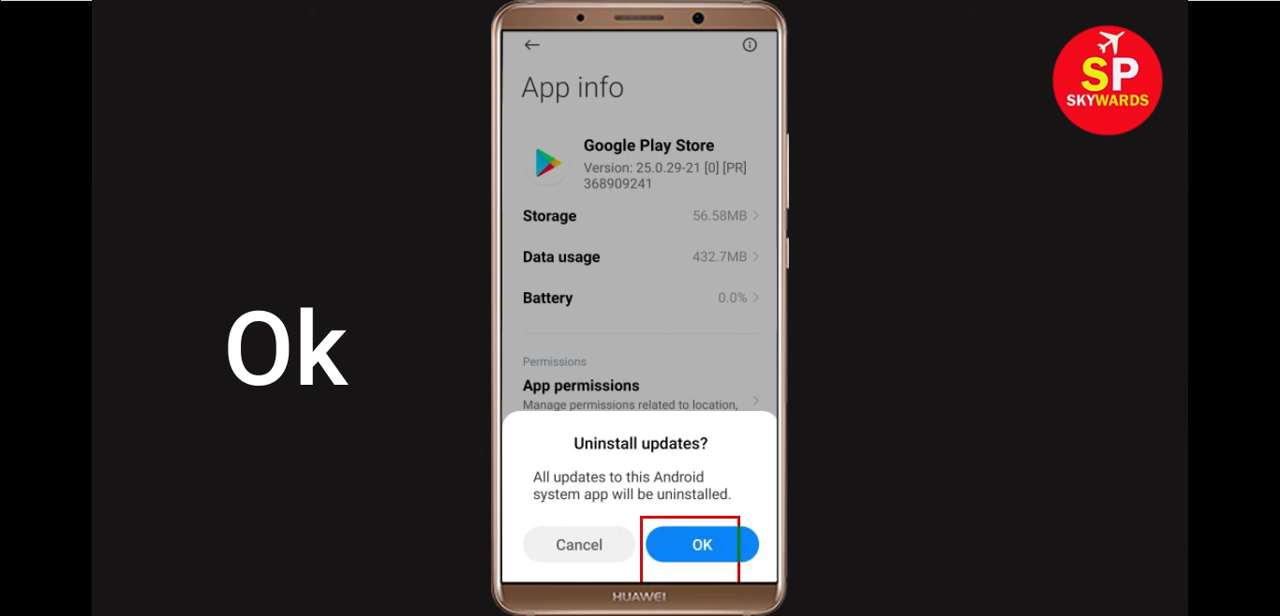 App info
Google Play Store
Version: 25.0.29-21 [0] [PR]
368909241
Storage 56.58MB
Data usage 432.7MB
Battery 0.0%
Permissions
App permissions
Manage permissions related to location,
Uninstall updates?
All updates to this Android
system app will be uninstalled.
Cancel OK
HUAWEI
Ok
SP
SKYWARDS